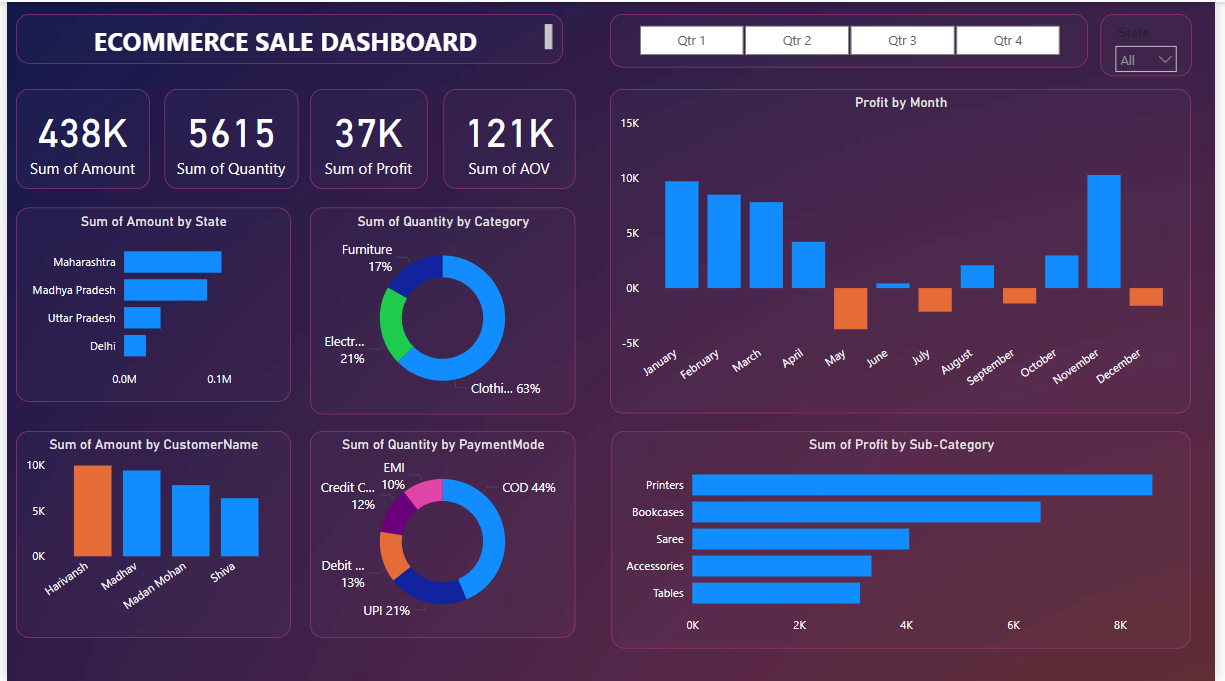 ECOMMERCE SALE DASHBOARD
Qtr 1 Qtr 2 Qtr 3 Qtr 4
State
All
438K
Sum of Amount
5615
Sum of Quantity
37K
Sum of Profit
121K
Sum of AOV
Profit by Month
15K
10K
5K
0K
-5K
January February March April May June July August September October November December
Sum of Amount by State
Maharashtra
Madhya Pradesh
Uttar Pradesh
Delhi
0.0M 0.1M
Sum of Quantity by Category
Furniture
17%
Electr...
21%
Clothi... 63%
Sum of Amount by CustomerName
10K
5K
0K
Harivansh Madhav Madan Mohan Shiva
Sum of Quantity by PaymentMode
EMI
10%
Credit C...
12%
COD 44%
Debit ...
13%
UPI 21%
Sum of Profit by Sub-Category
Printers
Bookcases
Saree
Accessories
Tables
0K 2K 4K 6K 8K